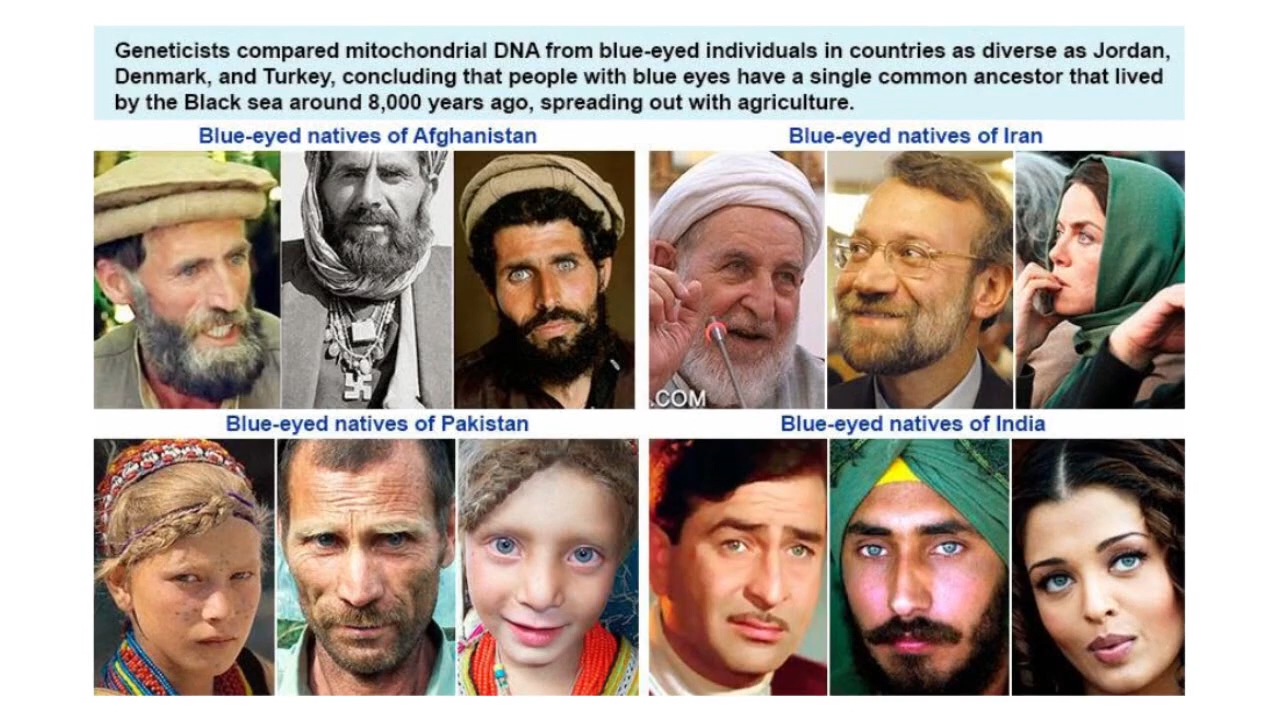 Geneticists compared mitochondrial DNA from blue-eyed individuals in countries as diverse as Jordan,
Denmark, and Turkey, concluding that people with blue eyes have a single common ancestor that lived
by the Black sea around 8,000 years ago, spreading out with agriculture.
Blue-eyed natives of Afghanistan
Blue-eyed natives of Iran
.COM
Blue-eyed natives of Pakistan
Blue-eyed natives of India